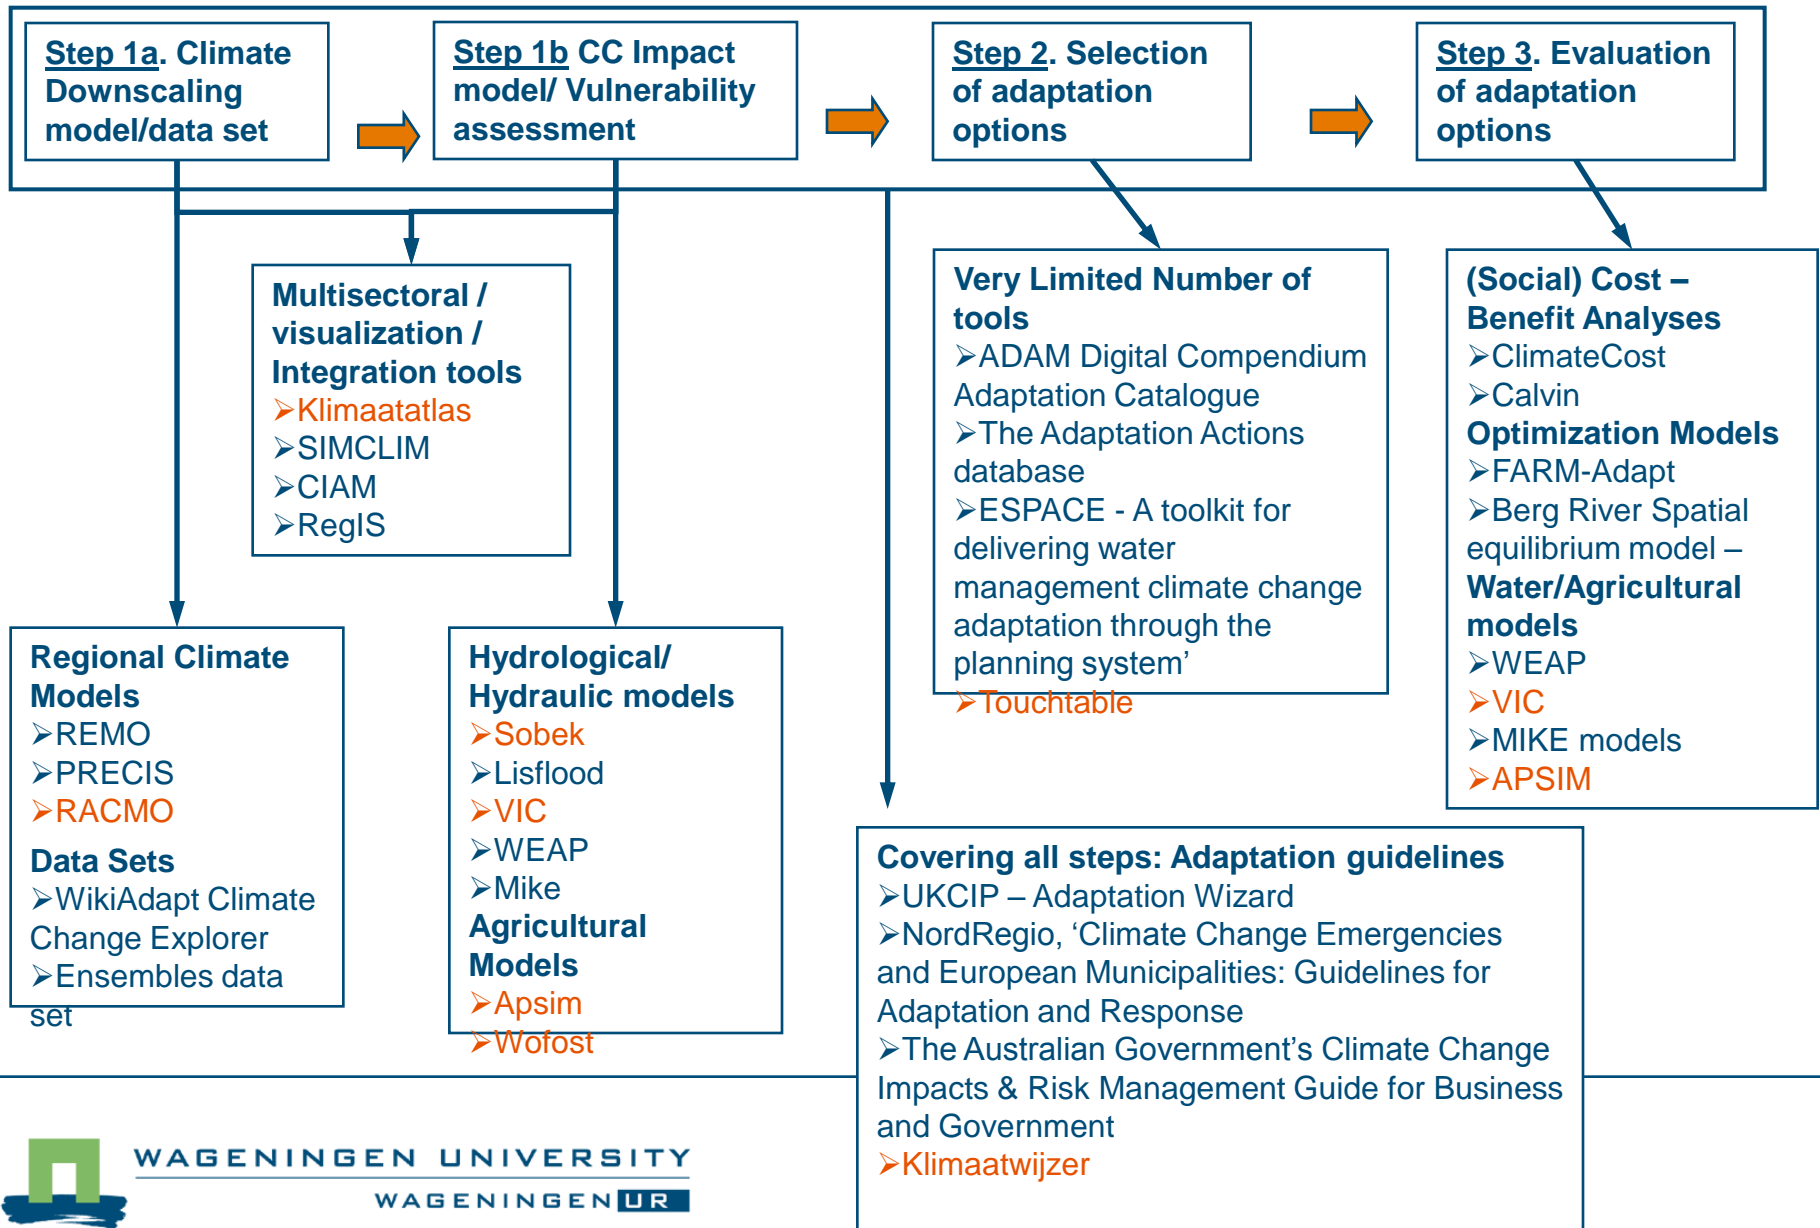 Step 1a. Climate
Downscaling
model/data set
Step 1b CC Impact
model/ Vulnerability
assessment
Step 2. Selection
of adaptation
options
Step 3. Evaluation
of adaptation
options
Multisectoral /
visualization /
Integration tools
➢Klimaatatlas
➢SIMCLIM
➢CIAM
➢RegIS
Very Limited Number of
tools
➢ADAM Digital Compendium
Adaptation Catalogue
➢The Adaptation Actions
database
➢ESPACE - A toolkit for
delivering water
management climate change
adaptation through the
planning system’
➢Touchtable
(Social) Cost –
Benefit Analyses
➢ClimateCost
➢Calvin
Optimization Models
➢FARM-Adapt
➢Berg River Spatial
equilibrium model –
Water/Agricultural
models
➢WEAP
➢VIC
➢MIKE models
➢APSIM
Regional Climate
Models
➢REMO
➢PRECIS
➢RACMO
Data Sets
➢WikiAdapt Climate
Change Explorer
➢Ensembles data
set
Hydrological/
Hydraulic models
➢Sobek
➢Lisflood
➢VIC
➢WEAP
➢Mike
Agricultural
Models
➢Apsim
➢Wofost
Covering all steps: Adaptation guidelines
➢UKCIP – Adaptation Wizard
➢NordRegio, ‘Climate Change Emergencies
and European Municipalities: Guidelines for
Adaptation and Response
➢The Australian Government’s Climate Change
Impacts & Risk Management Guide for Business
and Government
➢Klimaatwijzer
WAGENINGEN UNIVERSITY
WAGENINGEN UR